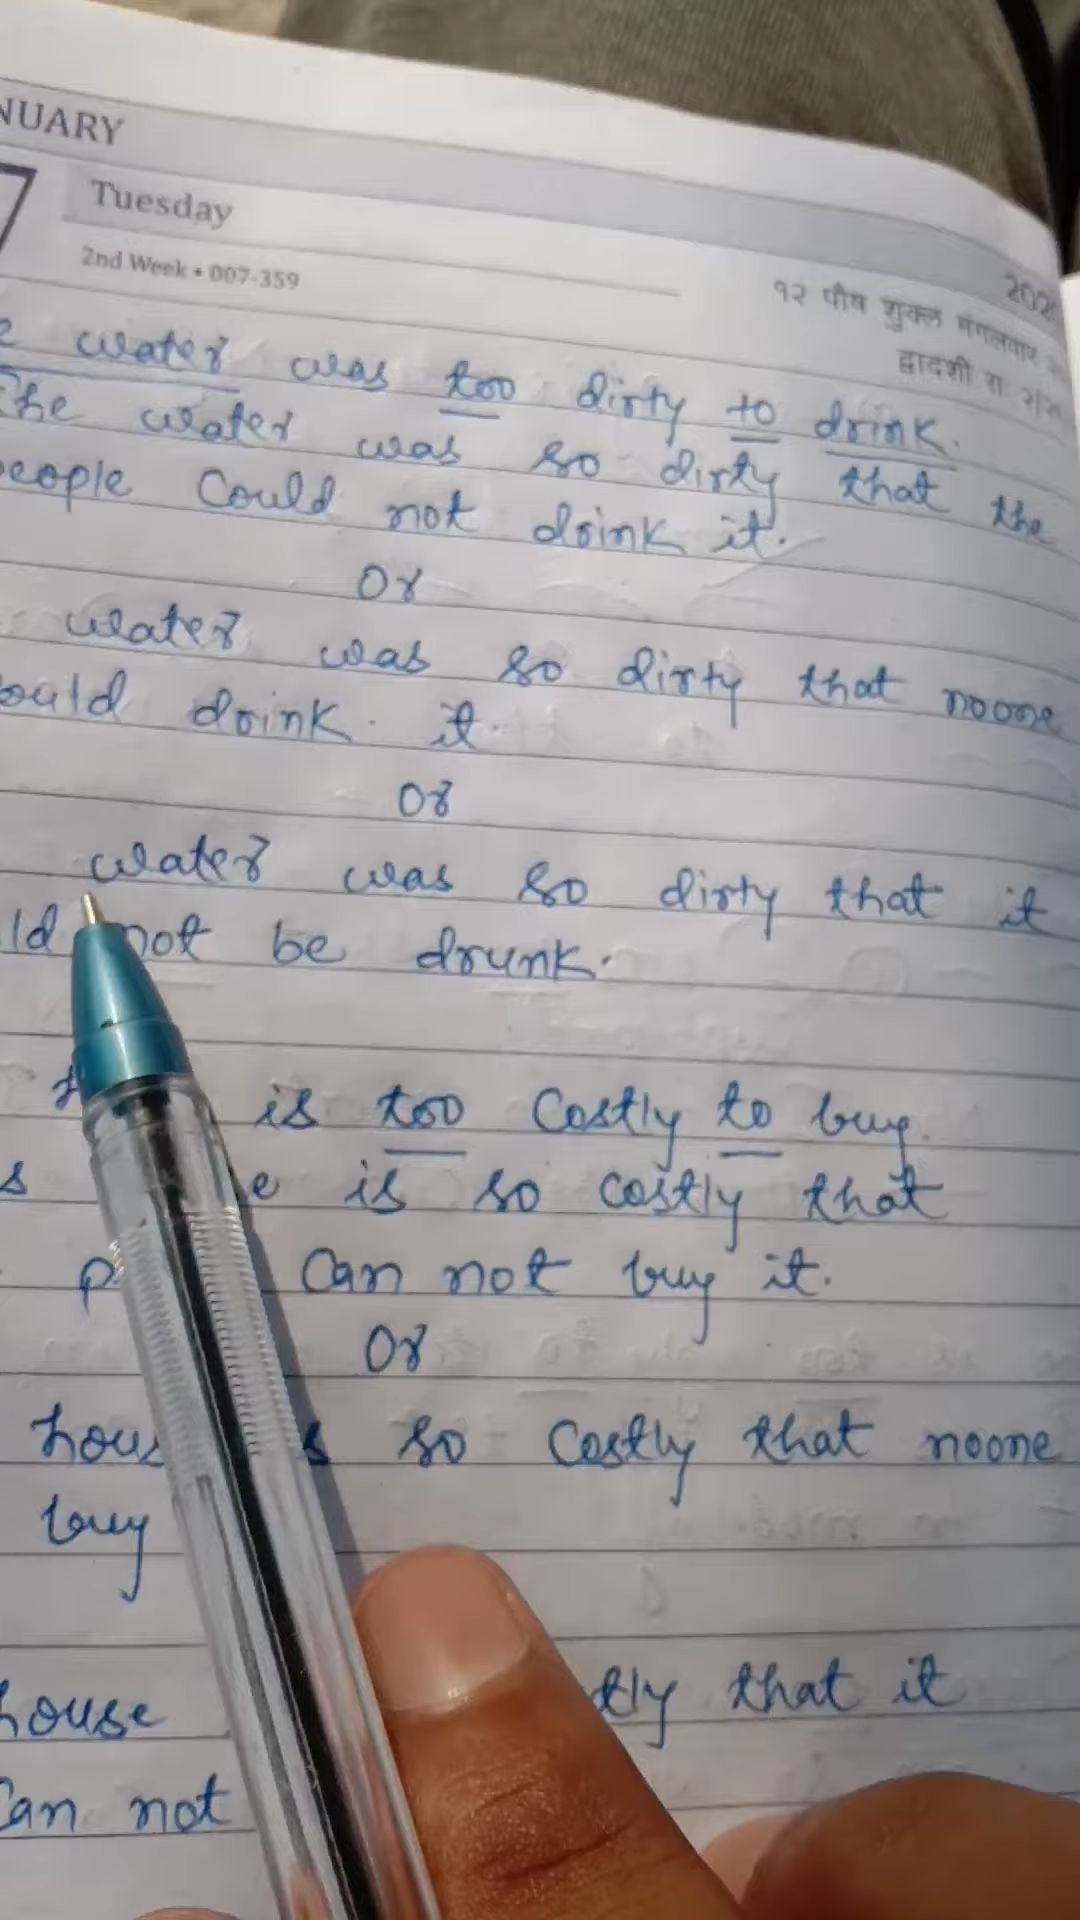 NUARY
Tuesday
2nd Week • 007-359
202
१२ पौष शुक्ल मंगलवार
द्वादशी रा.
water was too dirty to drink.
The water was so dirty that the
people Could not drink it.
Or
water was so dirty that noone
ould drink it.
Or
water was so dirty that it
ld not be drunk.
is too Costly to buy.
s e is so costly that
p Can not buy it.
Or
hous s so Costly that noone
buy
house tly that it
Can not